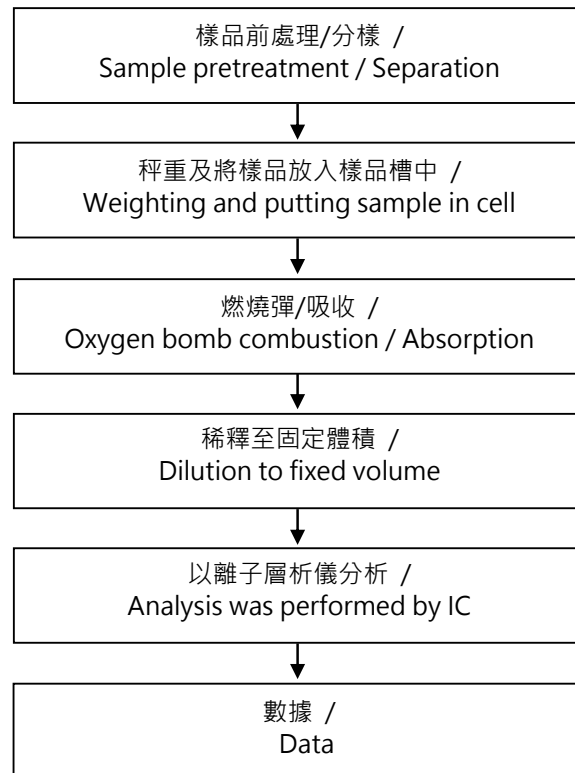 樣品前處理/分樣 /
Sample pretreatment / Separation
秤重及將樣品放入樣品槽中 /
Weighting and putting sample in cell
燃燒彈/吸收 /
Oxygen bomb combustion / Absorption
稀釋至固定體積 /
Dilution to fixed volume
以離子層析儀分析 /
Analysis was performed by IC
數據 /
Data